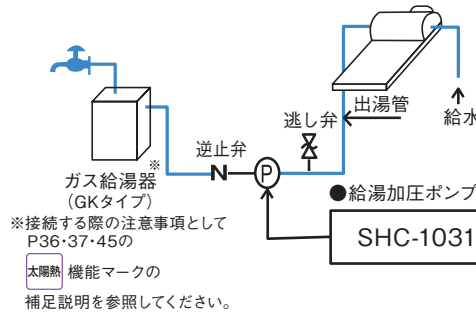 出湯管
給水
逃し弁
逆止弁
P
※
ガス給湯器
(GKタイプ)
●給湯加圧ポンプ
SHC-1031
※接続する際の注意事項として
P36・37・45の
太陽熱 機能マークの
補足説明を参照してください。